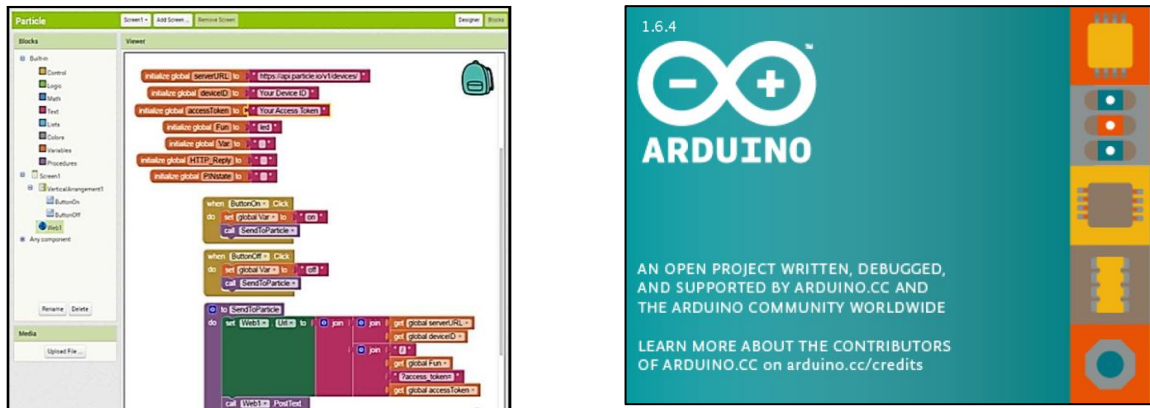 Particle
Screen1 Add Screen ... Remove Screen
Designer Blocks
Blocks
Viewer
Built-in
Control
Logic
Math
Text
Lists
Colors
Variables
Procedures
Screen1
VerticalArrangement1
ButtonOn
ButtonOff
Web1
Any component
Rename Delete
Media
Upload File ...
initialize global serverURL to " https://api.particle.io/v1/devices/ "
initialize global deviceID to " Your Device ID "
initialize global accessToken to " Your Access Token "
initialize global Fun to " led "
initialize global Var to " "
initialize global HTTP_Reply to " "
initialize global PINstate to " "
when ButtonOn .Click
do set global Var to " on "
call SendToParticle
when ButtonOff .Click
do set global Var to " off "
call SendToParticle
to SendToParticle
do set Web1 . Url to join join get global serverURL
get global deviceID
join " / "
get global Fun
" ?access_token= "
get global accessToken
call Web1 .PostText
1.6.4
ARDUINO
TM
AN OPEN PROJECT WRITTEN, DEBUGGED,
AND SUPPORTED BY ARDUINO.CC AND
THE ARDUINO COMMUNITY WORLDWIDE
LEARN MORE ABOUT THE CONTRIBUTORS
OF ARDUINO.CC on arduino.cc/credits